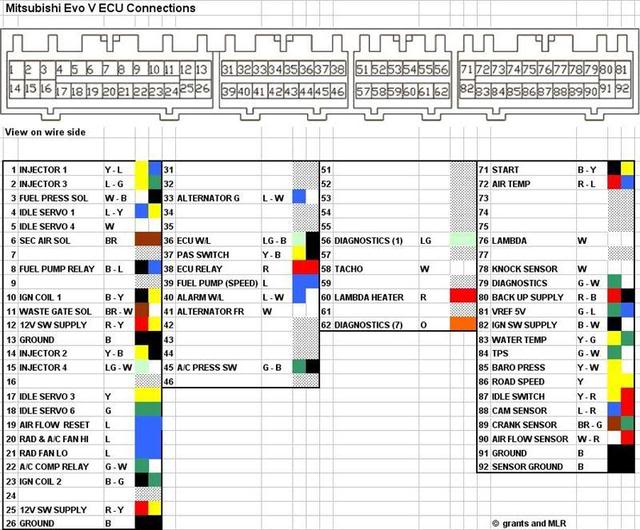 Mitsubishi Evo V ECU Connections
1 2 3 4 5 6 7 8 9 10 11 12 13
14 15 16 17 18 19 20 21 22 23 24 25 26
31 32 33 34 35 36 37 38
39 40 41 42 43 44 45 46
51 52 53 54 55 56
57 58 59 60 61 62
71 72 73 74 75 76 77 78 79 80 81
82 83 84 85 86 87 88 89 90 91 92
View on wire side
1 INJECTOR 1 Y - L
2 INJECTOR 3 L - G
3 FUEL PRESS SOL W - B
4 IDLE SERVO 1 L - Y
5 IDLE SERVO 4 W
6 SEC AIR SOL BR
7
8 FUEL PUMP RELAY B - L
9
10 IGN COIL 1 B - Y
11 WASTE GATE SOL BR - W
12 12V SW SUPPLY R - Y
13 GROUND B
14 INJECTOR 2 Y - B
15 INJECTOR 4 LG - W
16
17 IDLE SERVO 3 Y
18 IDLE SERVO 6 G
19 AIR FLOW RESET L
20 RAD & A/C FAN HI L
21 RAD FAN LO L
22 A/C COMP RELAY G - W
23 IGN COIL 2 B - G
24
25 12V SW SUPPLY R - Y
26 GROUND B
31
32
33 ALTERNATOR G L - W
34
35
36 ECU W/L LG - B
37 PAS SWITCH Y - B
38 ECU RELAY R
39 FUEL PUMP (SPEED) L
40 ALARM W/L L - W
41 ALTERNATOR FR W
42
43
44
45 A/C PRESS SW G - B
46
51
52
53
54
55
56 DIAGNOSTICS (1) LG
57
58 TACHO W
59
60 LAMBDA HEATER R
61
62 DIAGNOSTICS (7) O
71 START B - Y
72 AIR TEMP R - L
73
74
75
76 LAMBDA W
77
78 KNOCK SENSOR W
79 DIAGNOSTICS G - W
80 BACK UP SUPPLY R - B
81 VREF 5V G - L
82 IGN SW SUPPLY B - W
83 WATER TEMP Y - G
84 TPS G - W
85 BARO PRESS Y - W
86 ROAD SPEED Y
87 IDLE SWITCH Y - R
88 CAM SENSOR L - R
89 CRANK SENSOR BR - G
90 AIR FLOW SENSOR W - R
91 GROUND B
92 SENSOR GROUND B
© grants and MLR